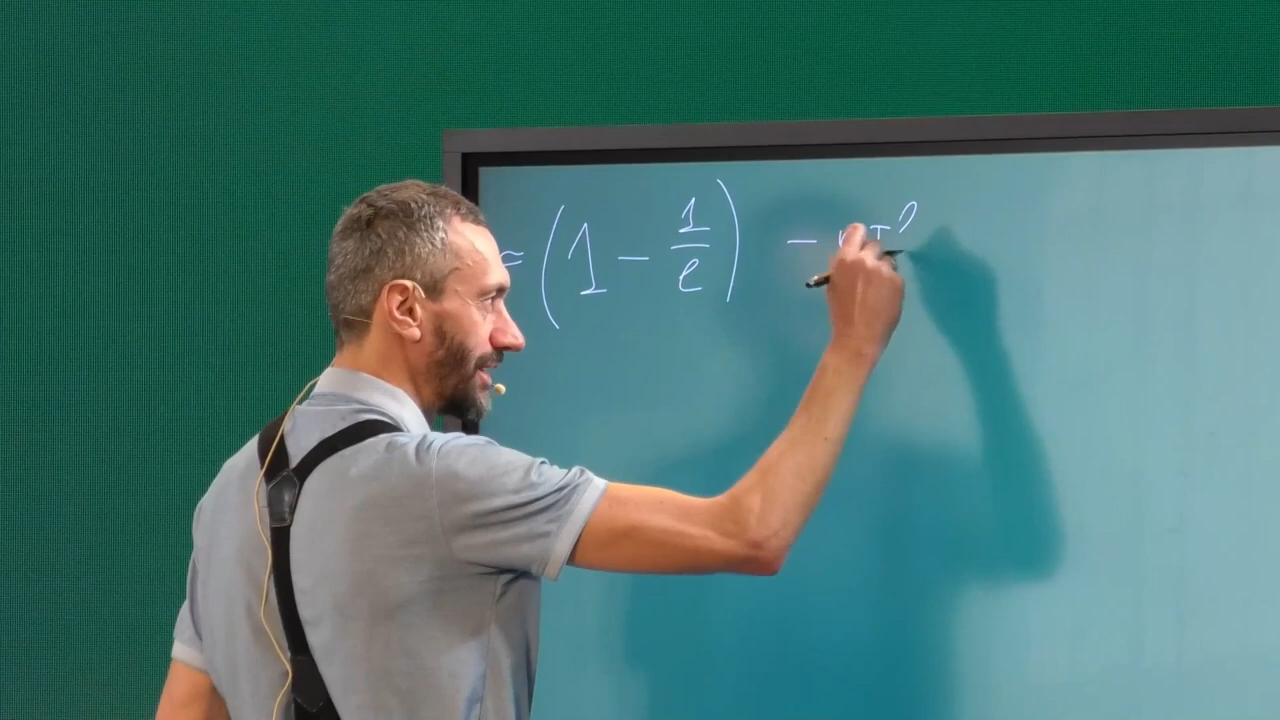 ≈ (1 - 1/e) -